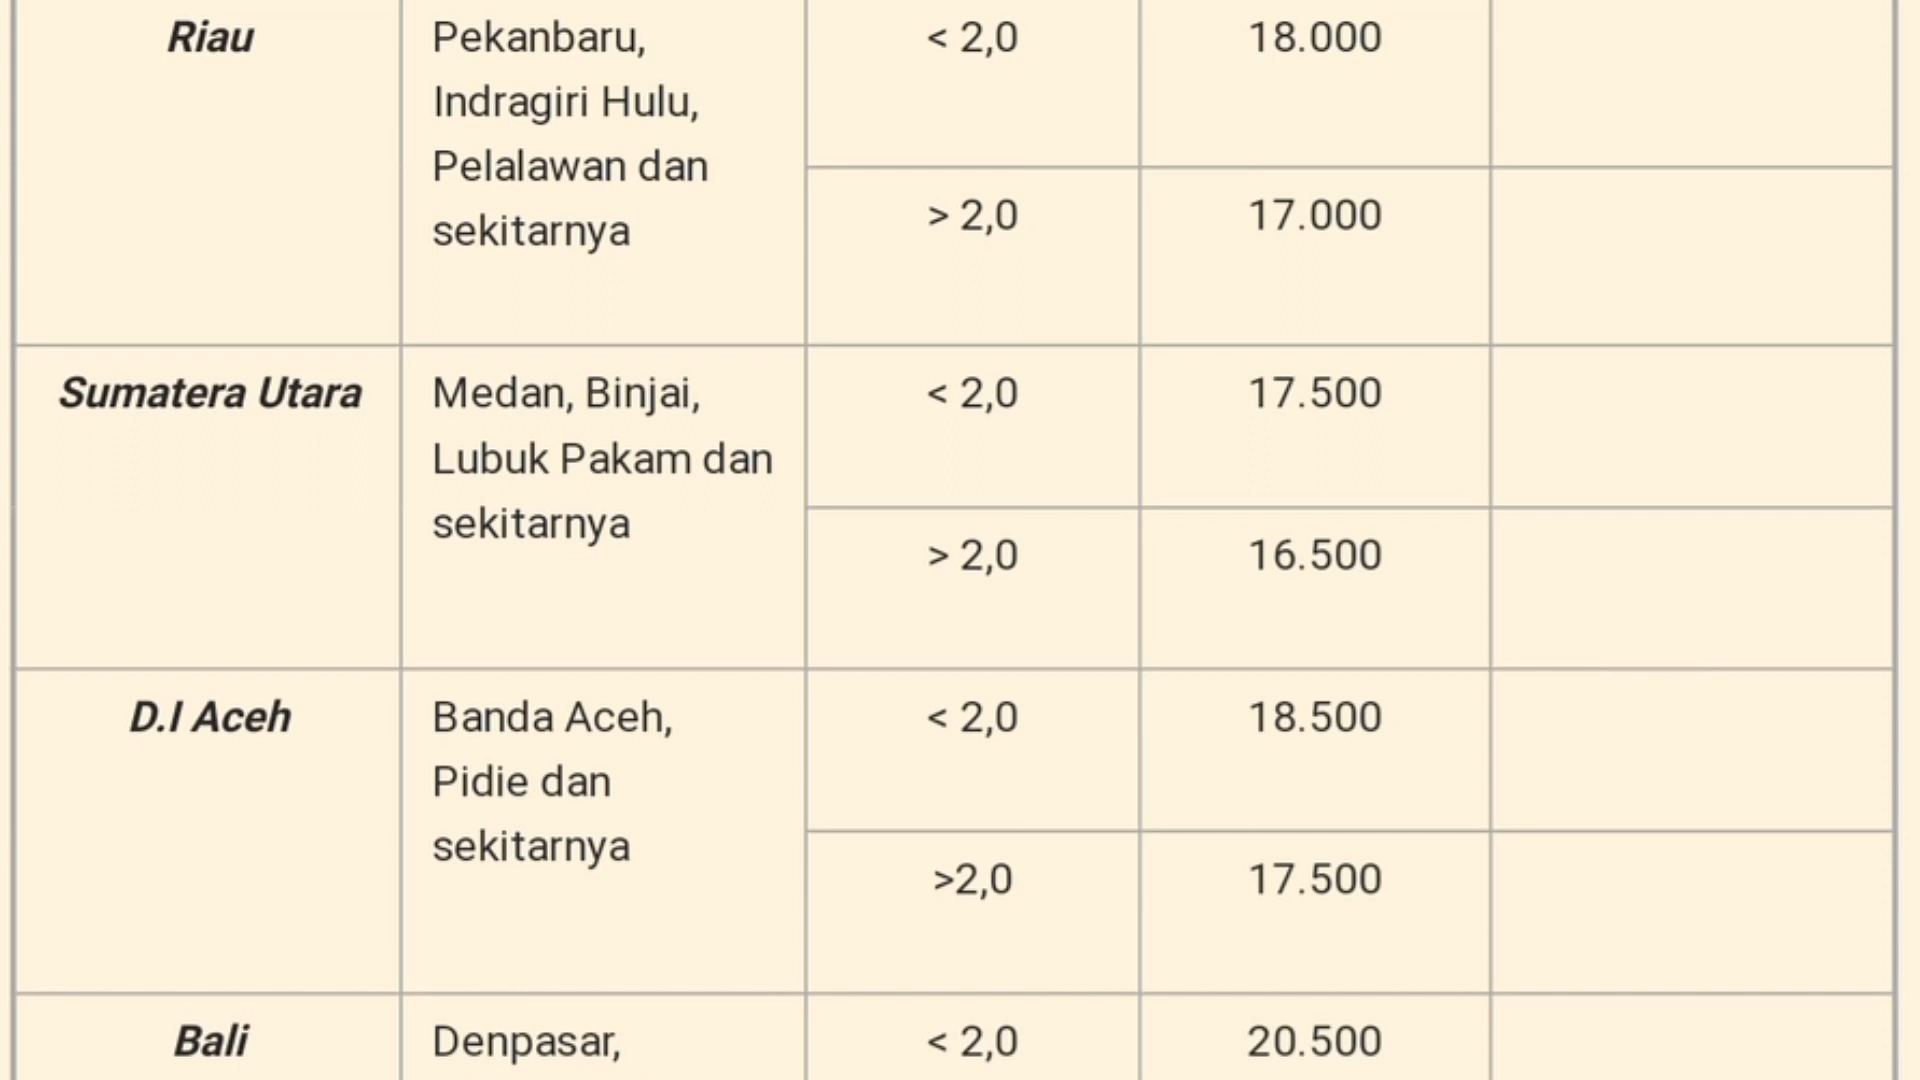 Riau
Pekanbaru,
Indragiri Hulu,
Pelalawan dan
sekitarnya
< 2,0
18.000
> 2,0
17.000
Sumatera Utara
Medan, Binjai,
Lubuk Pakam dan
sekitarnya
< 2,0
17.500
> 2,0
16.500
D.I Aceh
Banda Aceh,
Pidie dan
sekitarnya
< 2,0
18.500
>2,0
17.500
Bali
Denpasar,
< 2,0
20.500